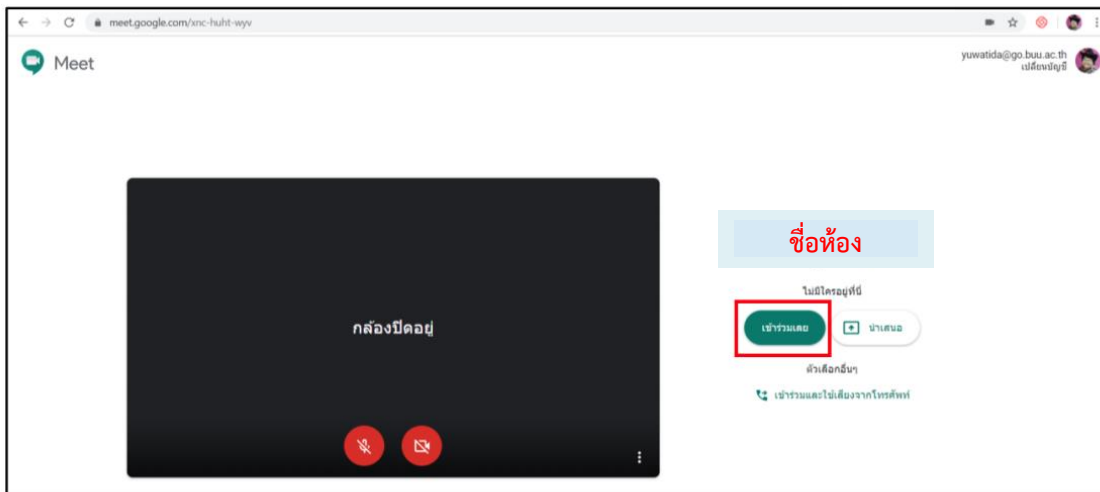 meet.google.com/xnc-huht-wyv
Meet
yuwatida@go.buu.ac.th
เปลี่ยนบัญชี
ชื่อห้อง
ไม่มีใครอยู่ที่นี่
กล้องปิดอยู่
เข้าร่วมเลย
นำเสนอ
ตัวเลือกอื่นๆ
เข้าร่วมและใช้เสียงจากโทรศัพท์